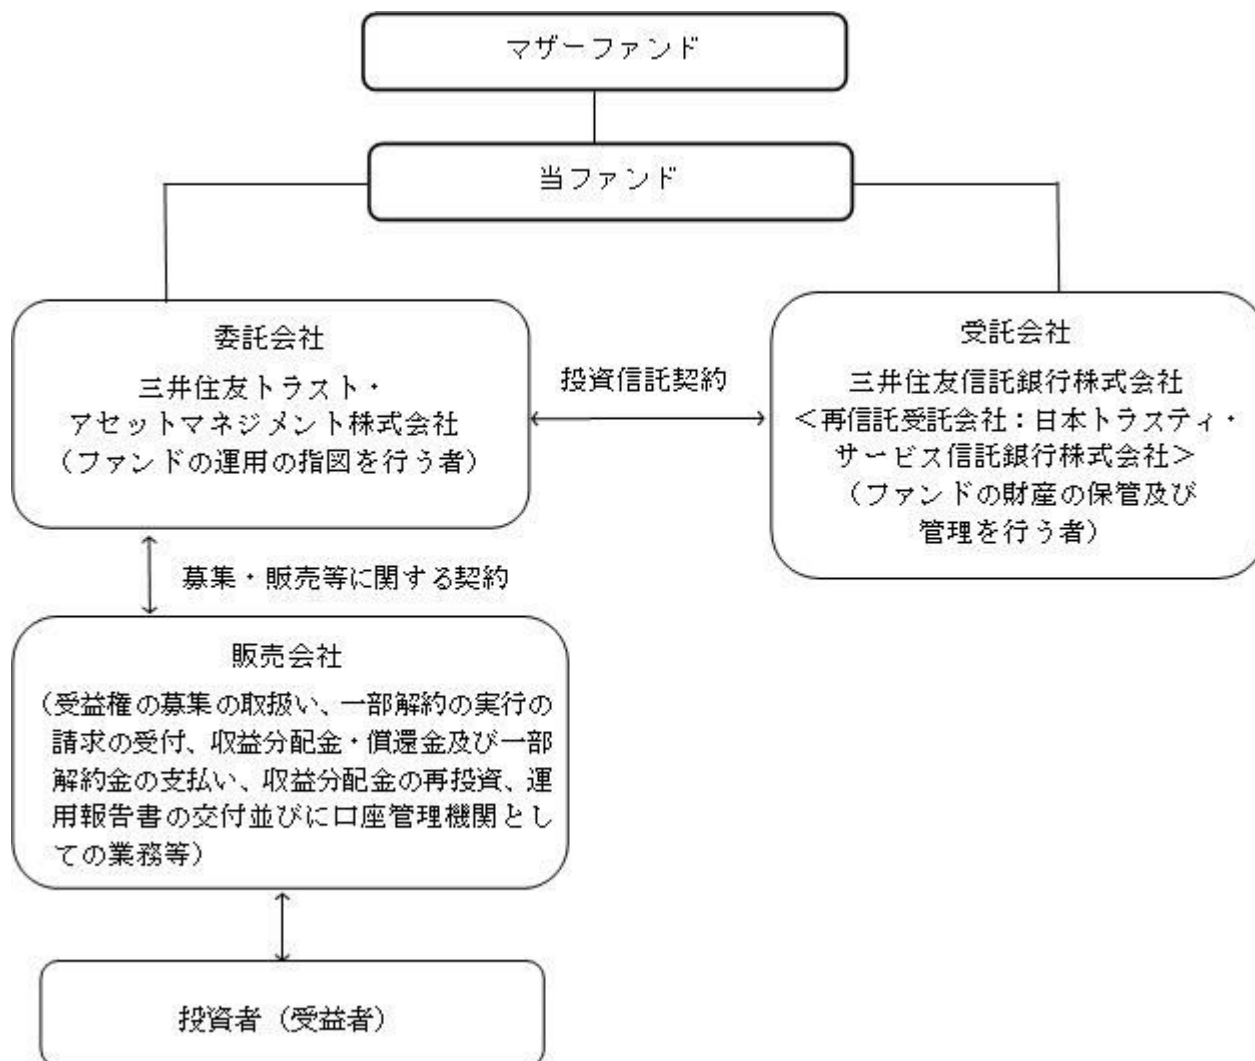 マザーファンド
当ファンド
委託会社
三井住友トラスト・
アセットマネジメント株式会社
（ファンドの運用の指図を行う者）
投資信託契約
受託会社
三井住友信託銀行株式会社
＜再信託受託会社：日本トラスティ・
サービス信託銀行株式会社＞
（ファンドの財産の保管及び
管理を行う者）
募集・販売等に関する契約
販売会社
（受益権の募集の取扱い、一部解約の実行の
請求の受付、収益分配金・償還金及び一部
解約金の支払い、収益分配金の再投資、運
用報告書の交付並びに口座管理機関とし
ての業務等）
投資者（受益者）